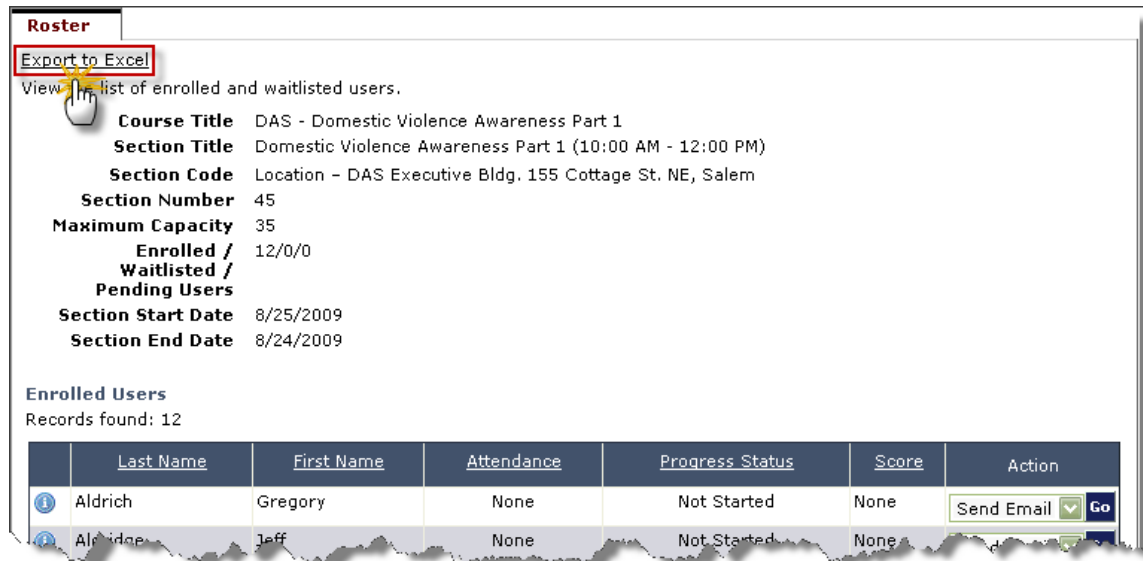 Roster
Export to Excel
View the list of enrolled and waitlisted users.
Course Title DAS - Domestic Violence Awareness Part 1
Section Title Domestic Violence Awareness Part 1 (10:00 AM - 12:00 PM)
Section Code Location – DAS Executive Bldg. 155 Cottage St. NE, Salem
Section Number 45
Maximum Capacity 35
Enrolled / 12/0/0
Waitlisted /
Pending Users
Section Start Date 8/25/2009
Section End Date 8/24/2009
Enrolled Users
Records found: 12
Last Name First Name Attendance Progress Status Score Action
Aldrich Gregory None Not Started None Send Email Go
Jeff None Not Started None